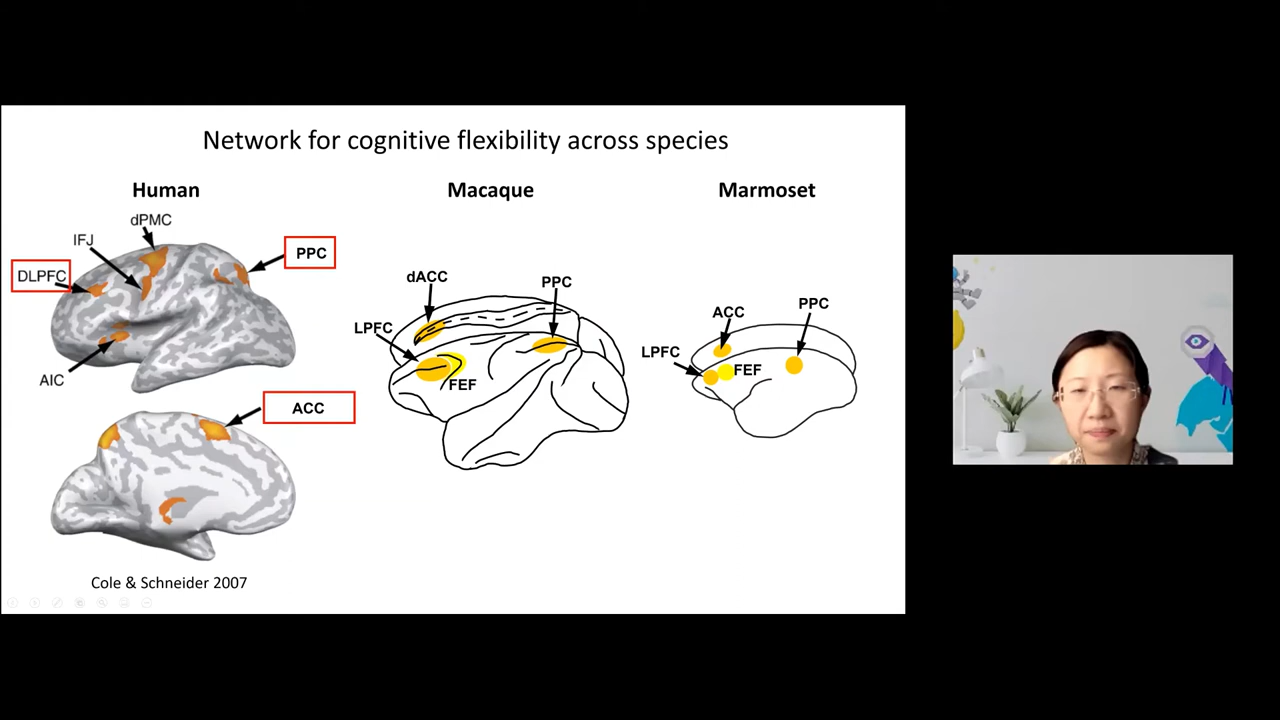 Network for cognitive flexibility across species
Human
dPMC
IFJ
DLPFC
PPC
AIC
ACC
Cole & Schneider 2007
Macaque
dACC
PPC
LPFC
FEF
Marmoset
ACC
PPC
LPFC
FEF